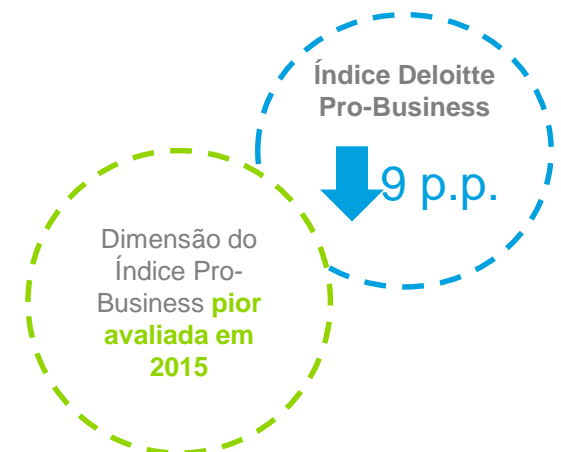 Índice Deloitte
Pro-Business
9 p.p.
Dimensão do
Índice Pro-
Business pior
avaliada em
2015